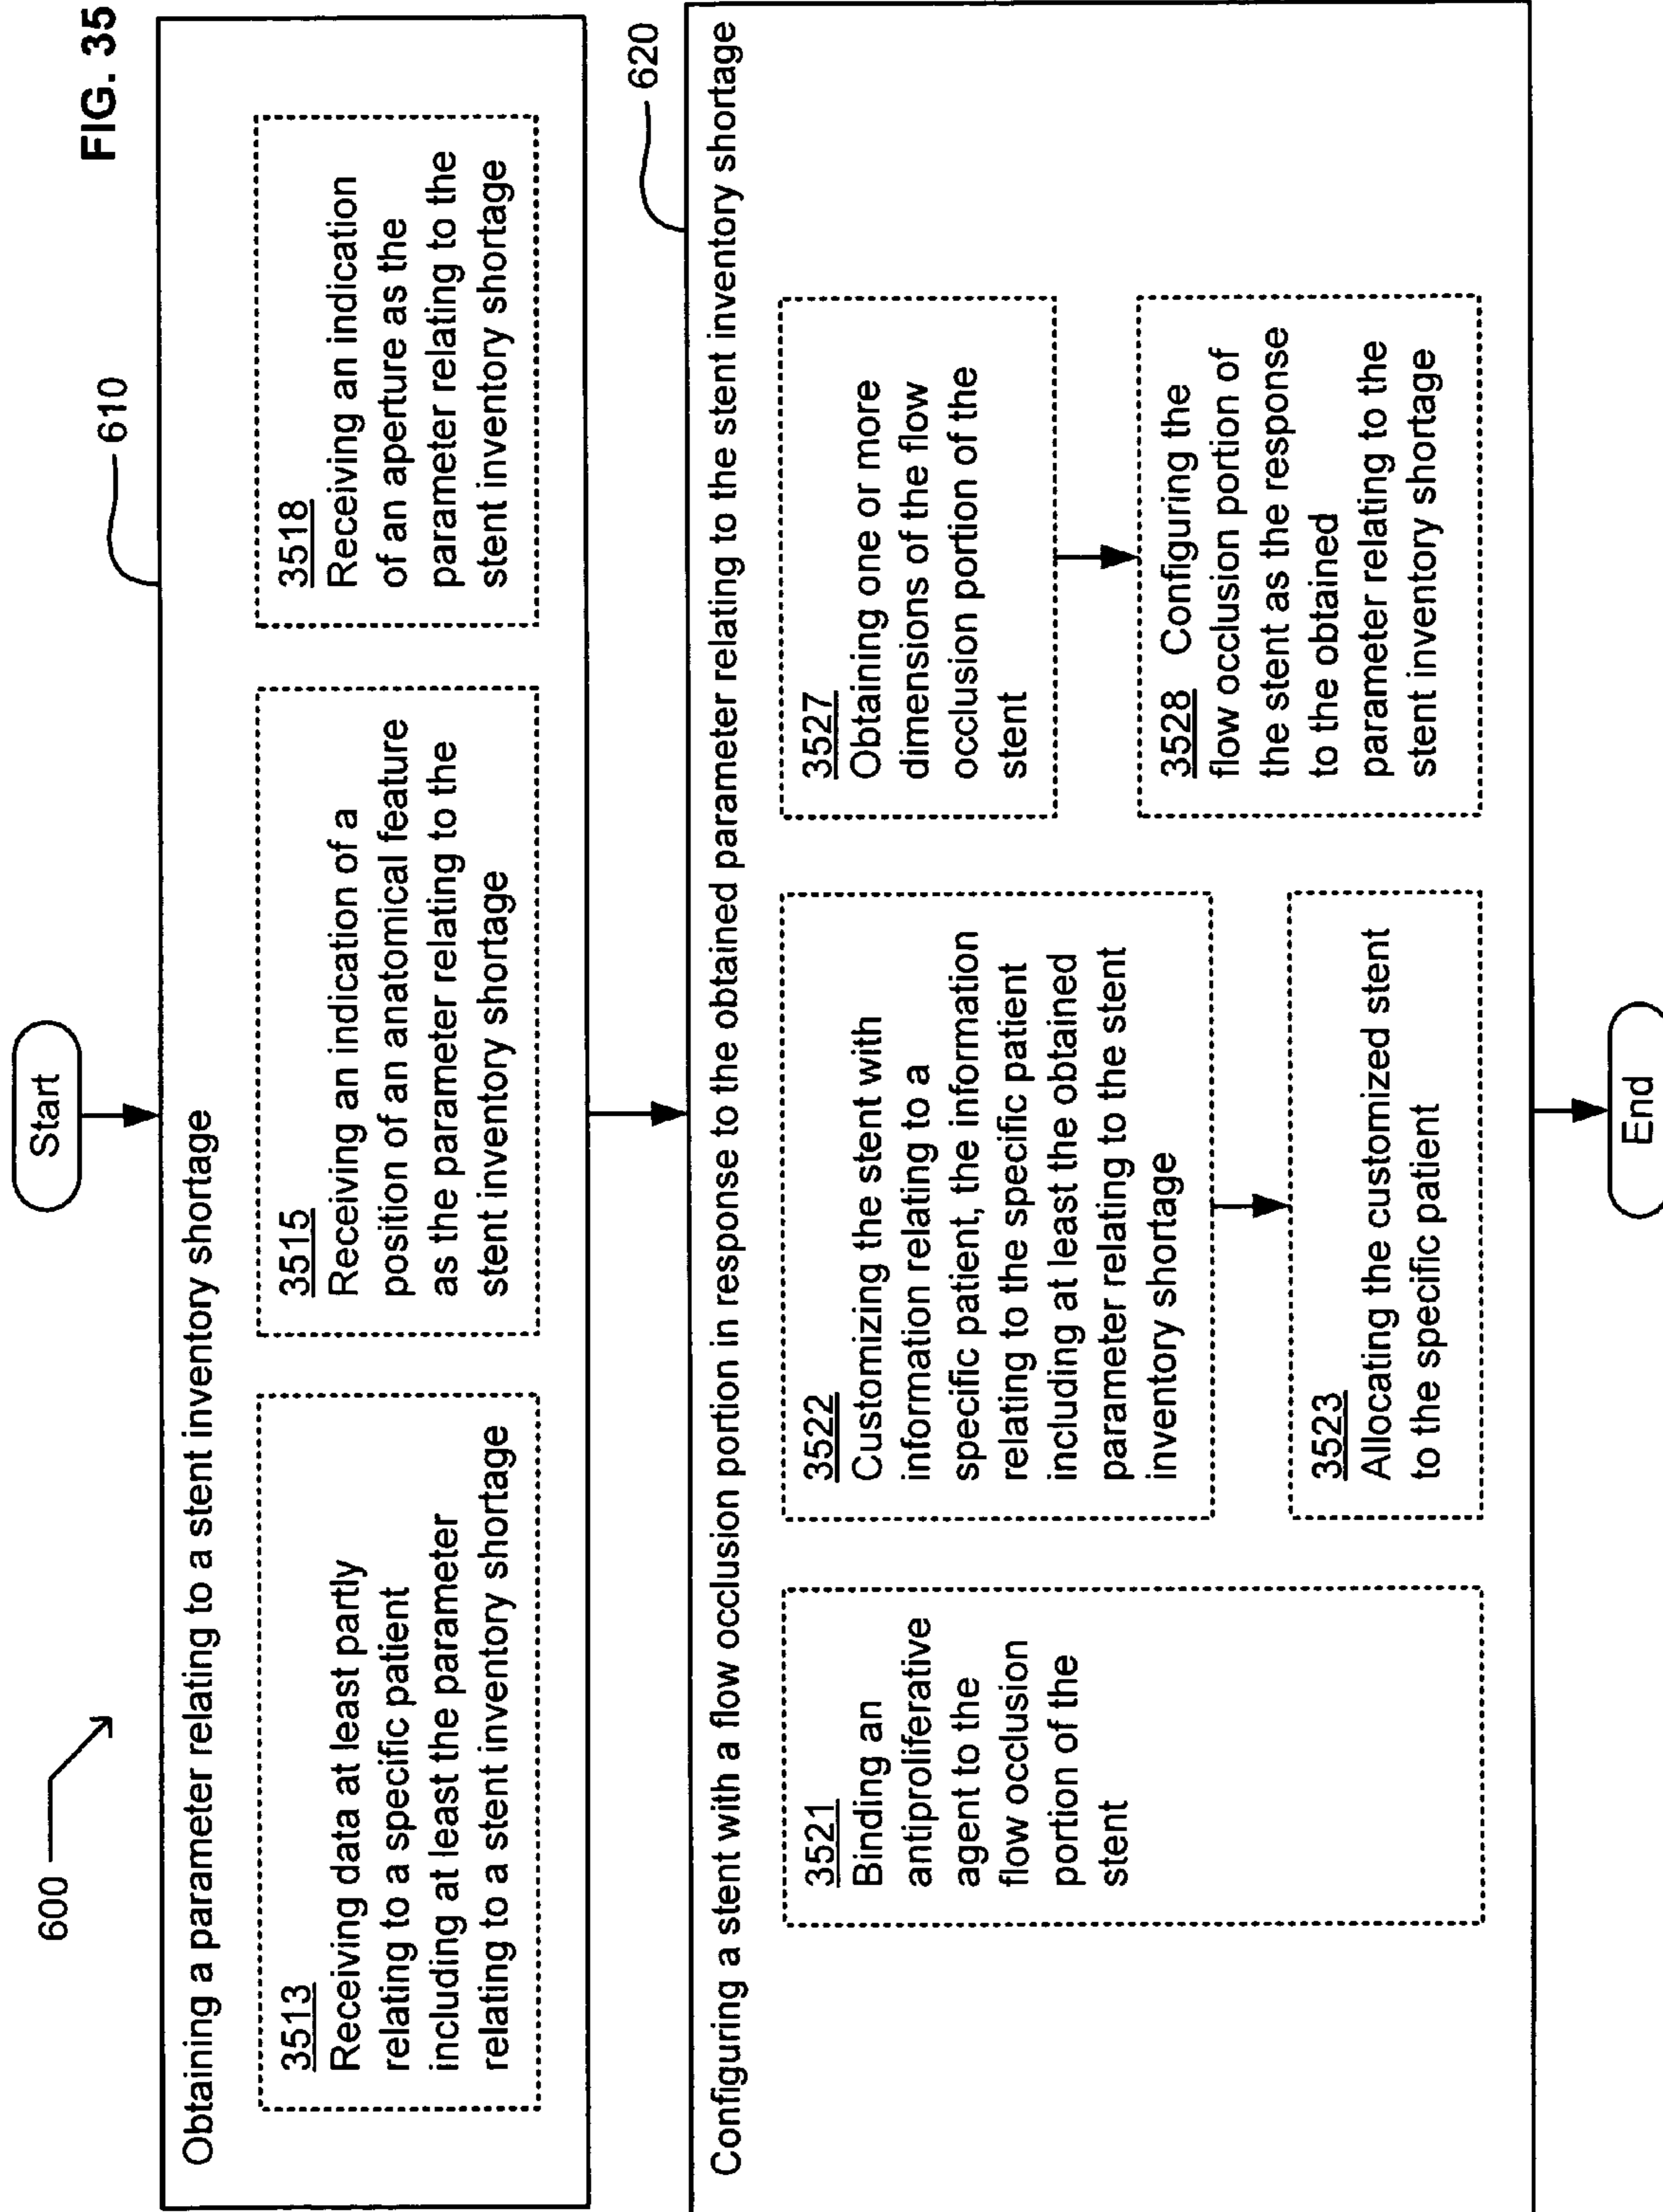 FIG. 35
600
Start
610
Obtaining a parameter relating to a stent inventory shortage
3513
Receiving data at least partly
relating to a specific patient
including at least the parameter
relating to a stent inventory shortage
3515
Receiving an indication of a
position of an anatomical feature
as the parameter relating to the
stent inventory shortage
3518
Receiving an indication
of an aperture as the
parameter relating to the
stent inventory shortage
620
Configuring a stent with a flow occlusion portion in response to the obtained parameter relating to the stent inventory shortage
3521
Binding an
antiproliferative
agent to the
flow occlusion
portion of the
stent
3522
Customizing the stent with
information relating to a
specific patient, the information
relating to the specific patient
including at least the obtained
parameter relating to the stent
inventory shortage
3523
Allocating the customized stent
to the specific patient
3527
Obtaining one or more
dimensions of the flow
occlusion portion of the
stent
3528 Configuring the
flow occlusion portion of
the stent as the response
to the obtained
parameter relating to the
stent inventory shortage
End